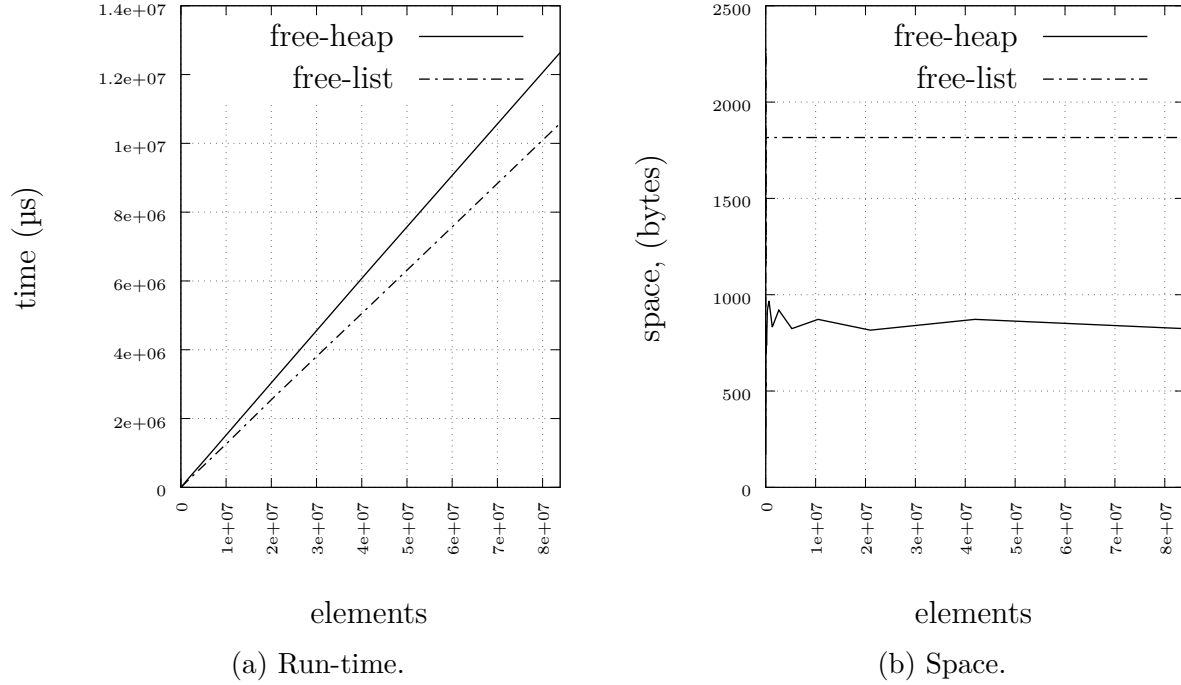 free-heap
free-list
1.4e+07
1.2e+07
1e+07
8e+06
6e+06
4e+06
2e+06
0
time (µs)
0
1e+07
2e+07
3e+07
4e+07
5e+07
6e+07
7e+07
8e+07
elements
(a) Run-time.
free-heap
free-list
2500
2000
1500
1000
500
0
space, (bytes)
0
1e+07
2e+07
3e+07
4e+07
5e+07
6e+07
7e+07
8e+07
elements
(b) Space.